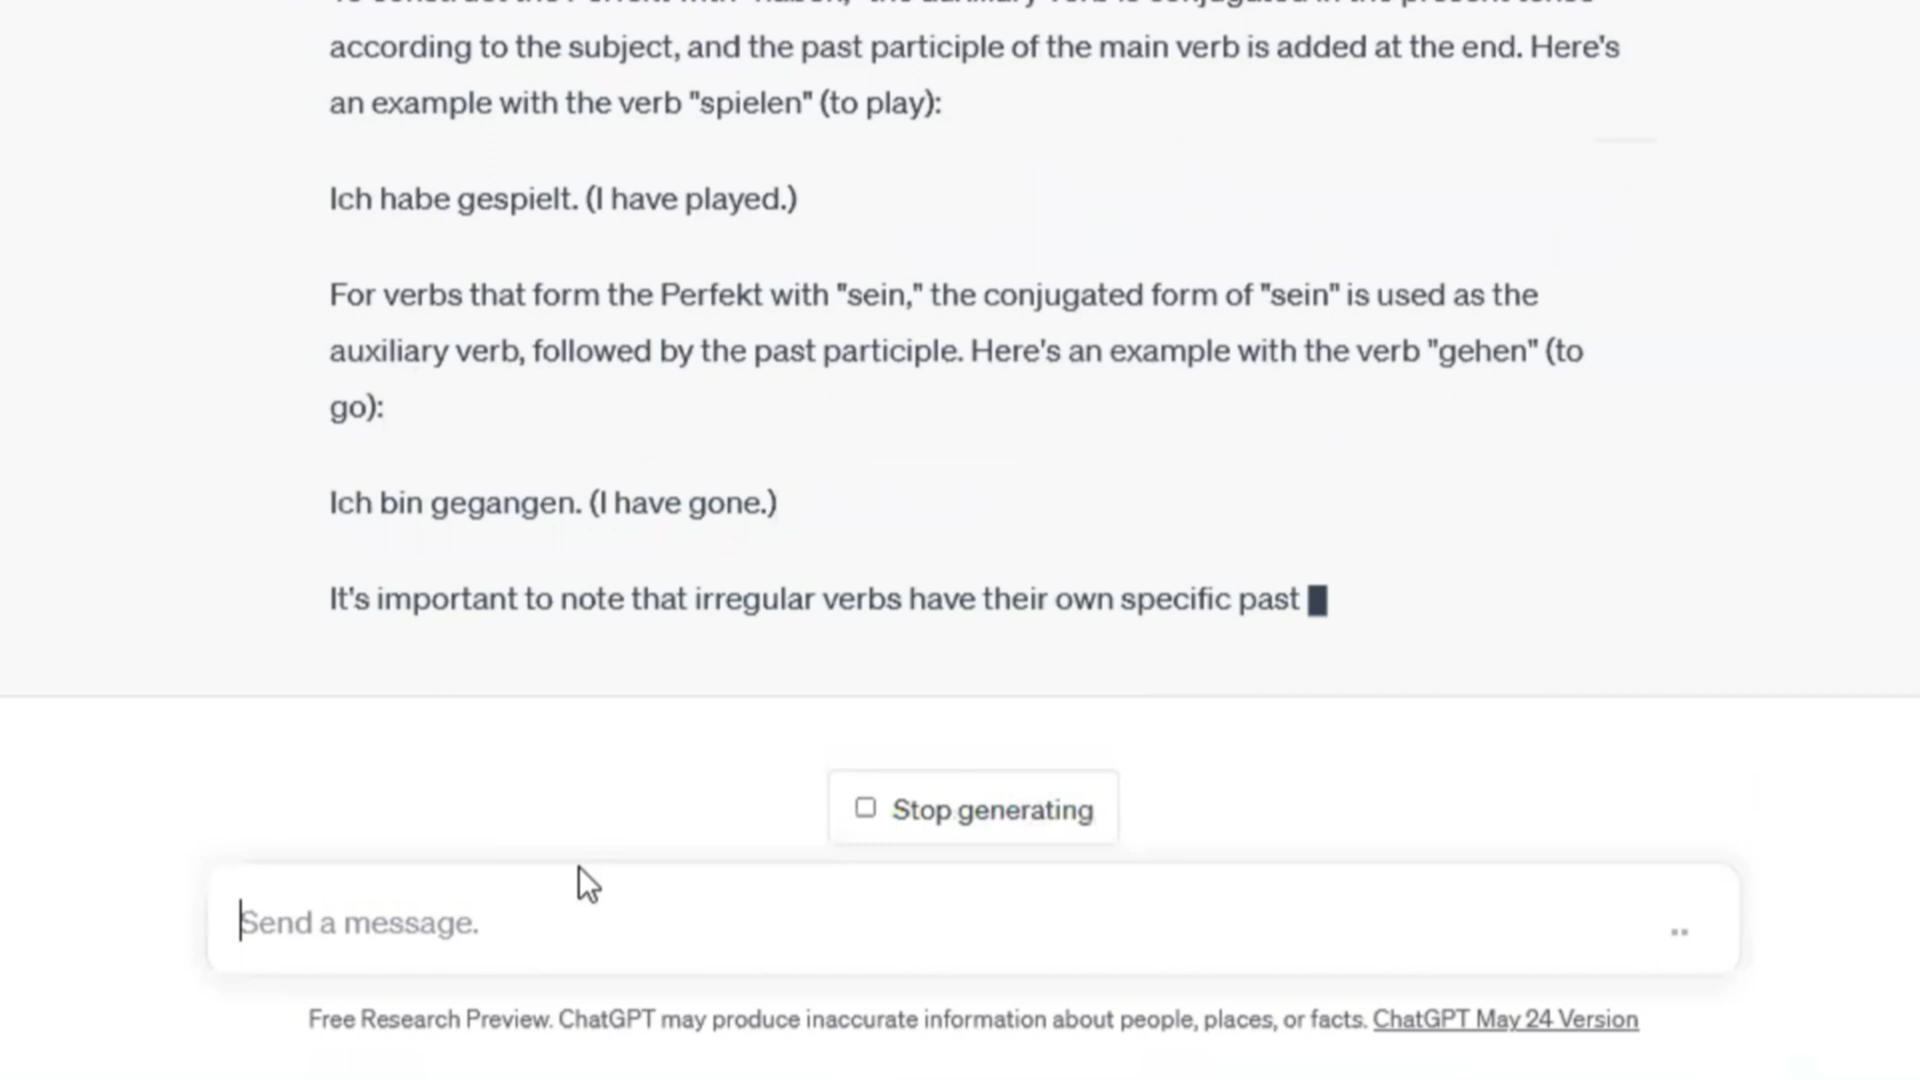 according to the subject, and the past participle of the main verb is added at the end. Here's
an example with the verb "spielen" (to play):
Ich habe gespielt. (I have played.)
For verbs that form the Perfekt with "sein," the conjugated form of "sein" is used as the
auxiliary verb, followed by the past participle. Here's an example with the verb "gehen" (to
go):
Ich bin gegangen. (I have gone.)
It's important to note that irregular verbs have their own specific past
Stop generating
Send a message.
Free Research Preview. ChatGPT may produce inaccurate information about people, places, or facts. ChatGPT May 24 Version